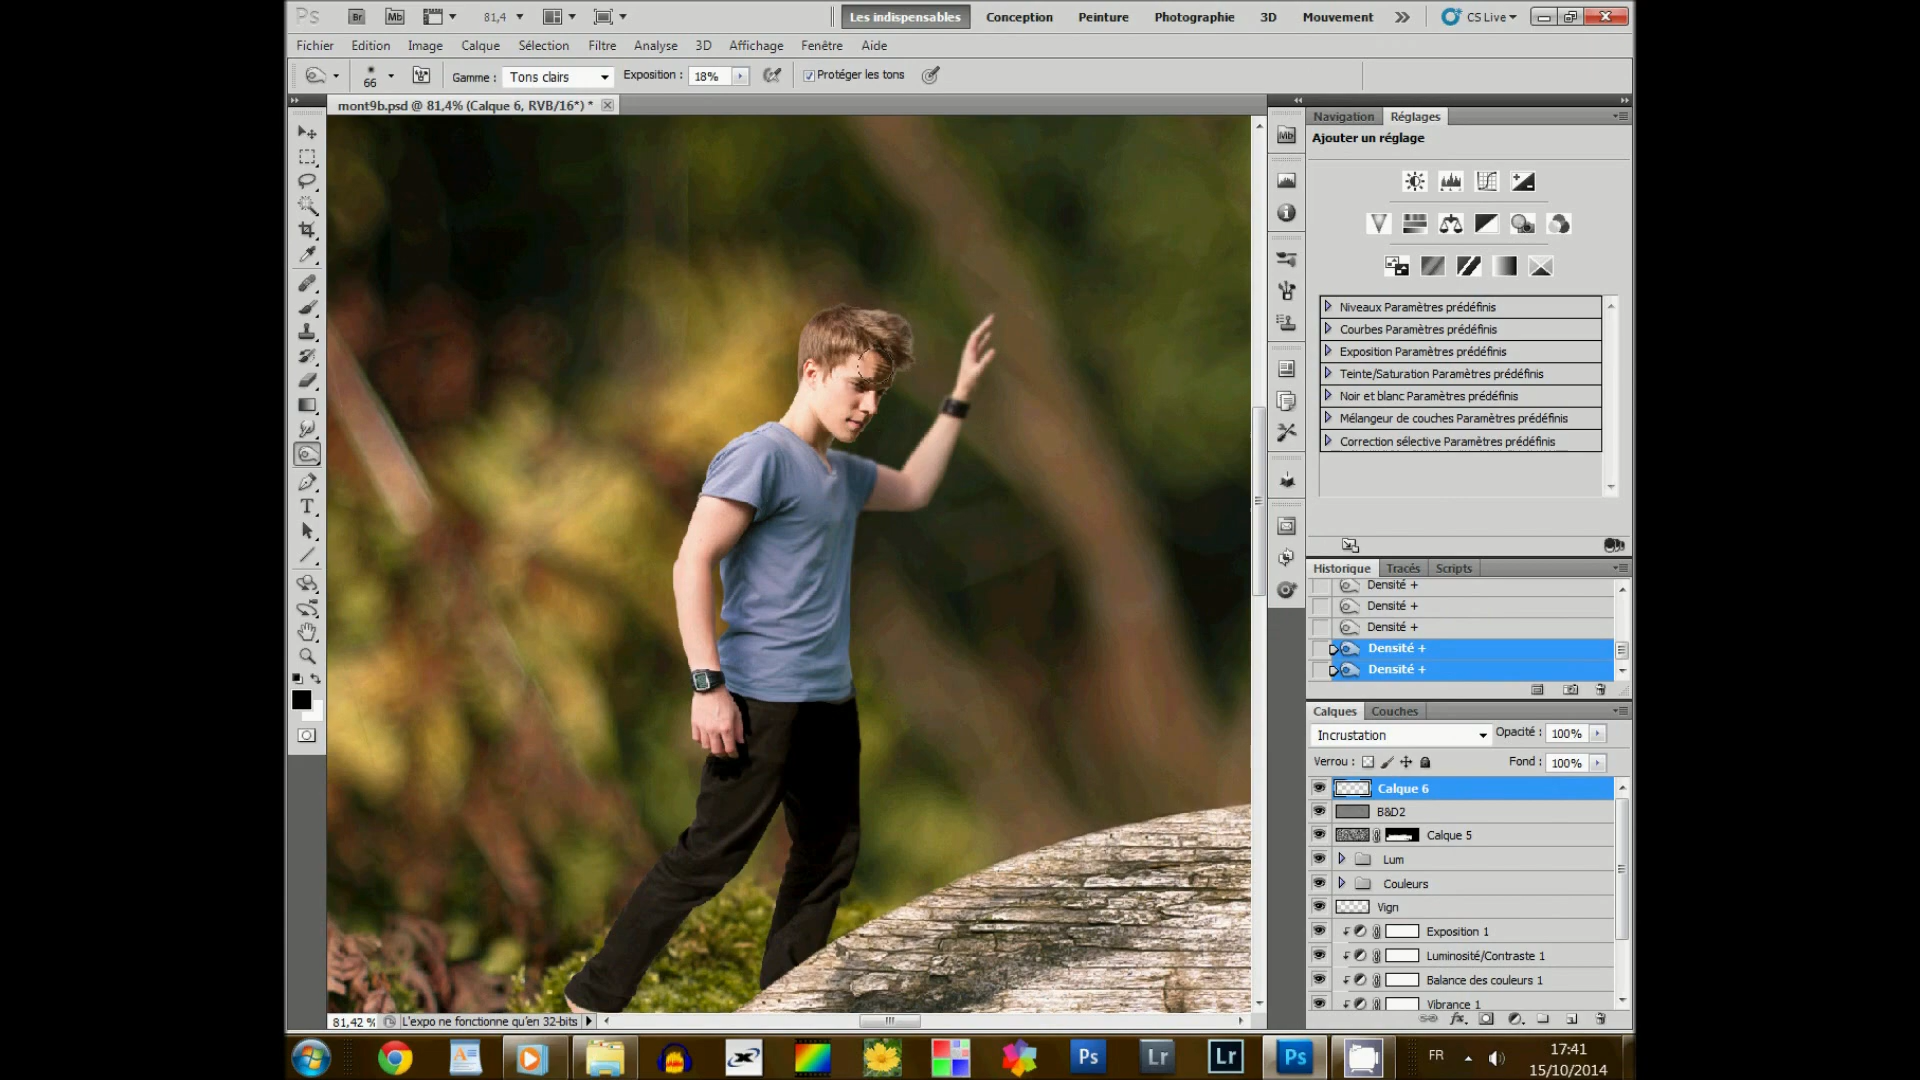 Ps Br Mb 81,4 Les indispensables Conception Peinture Photographie 3D Mouvement CS Live
Fichier Edition Image Calque Sélection Filtre Analyse 3D Affichage Fenêtre Aide
66 Gamme : Tons clairs Exposition : 18% Protéger les tons
mont9b.psd @ 81,4% (Calque 6, RVB/16*) *
Navigation Réglages
Ajouter un réglage
Niveaux Paramètres prédéfinis
Courbes Paramètres prédéfinis
Exposition Paramètres prédéfinis
Teinte/Saturation Paramètres prédéfinis
Noir et blanc Paramètres prédéfinis
Mélangeur de couches Paramètres prédéfinis
Correction sélective Paramètres prédéfinis
Historique Tracés Scripts
Densité +
Densité +
Densité +
Densité +
Densité +
Calques Couches
Incrustation Opacité : 100%
Verrou : Fond : 100%
Calque 6
B&D2
Calque 5
Lum
Couleurs
Vign
Exposition 1
Luminosité/Contraste 1
Balance des couleurs 1
Vibrance 1
81,42 % L'expo ne fonctionne qu'en 32-bits
Ps Lr Lr Ps FR 17:41
15/10/2014